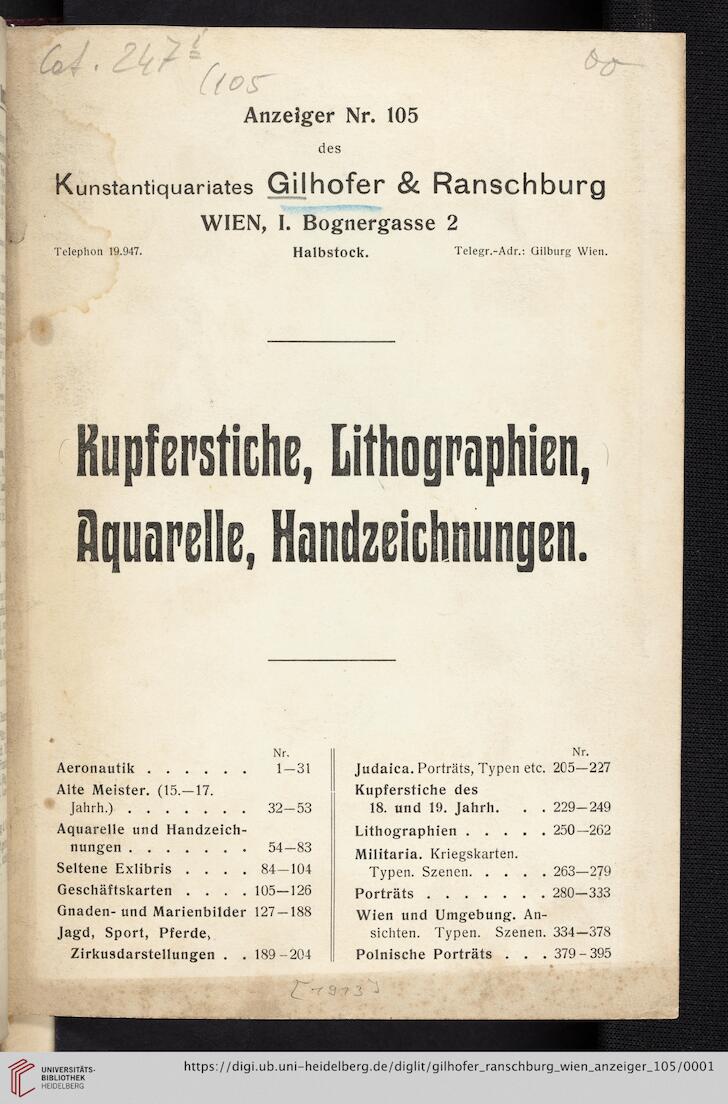 Cat. 247
(105
Anzeiger Nr. 105
des
Kunstantiquariates Gilhofer & Ranschburg
WIEN, I. Bognergasse 2
Telephon 19.947.
Halbstock.
Telegr.-Adr.: Gilburg Wien.
Kupferstiche, Lithographien,
Aquarelle, Handzeichnungen.
Nr.
Aeronautik . . . . . . 1—31
Alte Meister. (15.—17.
Jahrh.) . . . . . . . . 32—53
Aquarelle und Handzeich-
nungen . . . . . . . 54—83
Seltene Exlibris . . . . 84—104
Geschäftskarten . . . . 105—126
Gnaden- und Marienbilder 127—188
Jagd, Sport, Pferde,
Zirkusdarstellungen . . 189-204
Nr.
Judaica. Porträts, Typen etc. 205—227
Kupferstiche des
18. und 19. Jahrh. . . 229—249
Lithographien . . . . . 250—262
Militaria. Kriegskarten.
Typen. Szenen. . . . . 263—279
Porträts . . . . . . . 280—333
Wien und Umgebung. An-
sichten. Typen. Szenen. 334—378
Polnische Porträts . . . 379-395
[1913]
UNIVERSITÄTS-
BIBLIOTHEK
HEIDELBERG
https://digi.ub.uni-heidelberg.de/diglit/gilhofer_ranschburg_wien_anzeiger_105/0001